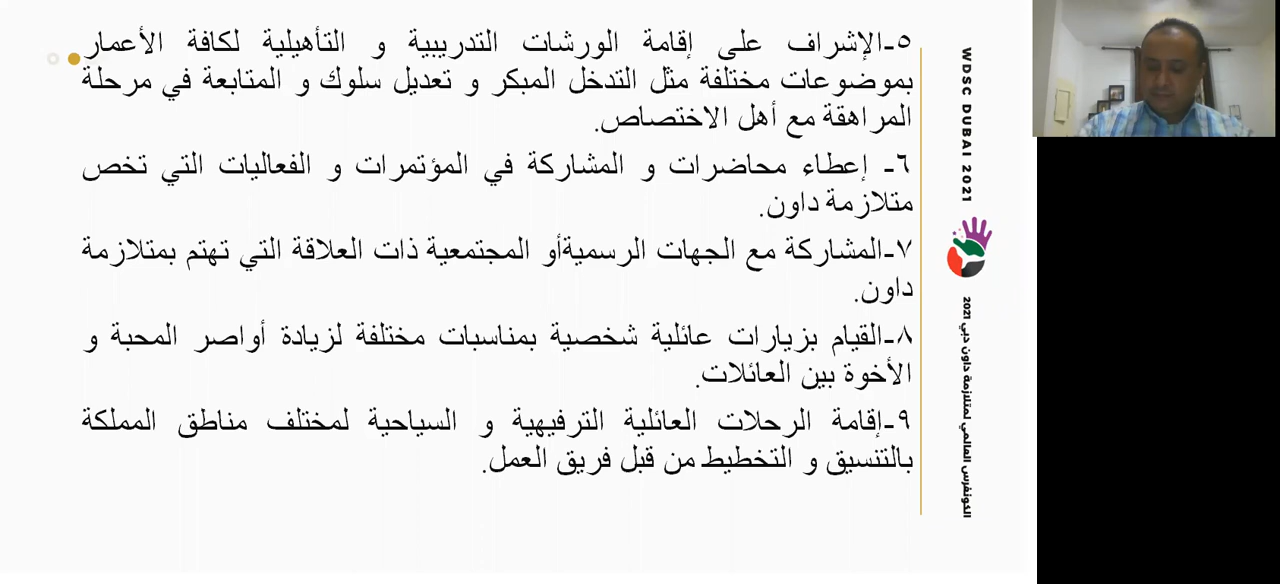 ٥-الإشراف على إقامة الورشات التدريبية و التأهيلية لكافة الأعمار
بموضوعات مختلفة مثل التدخل المبكر و تعديل سلوك و المتابعة في مرحلة
المراهقة مع أهل الاختصاص.
٦- إعطاء محاضرات و المشاركة في المؤتمرات و الفعاليات التي تخص
متلازمة داون.
٧-المشاركة مع الجهات الرسميةأو المجتمعية ذات العلاقة التي تهتم بمتلازمة
داون.
٨-القيام بزيارات عائلية شخصية بمناسبات مختلفة لزيادة أواصر المحبة و
الأخوة بين العائلات.
٩-إقامة الرحلات العائلية الترفيهية و السياحية لمختلف مناطق المملكة
بالتنسيق و التخطيط من قبل فريق العمل.
WDSC DUBAI 2021
الكونغرس العالمي لمتلازمة داون دبي 2021